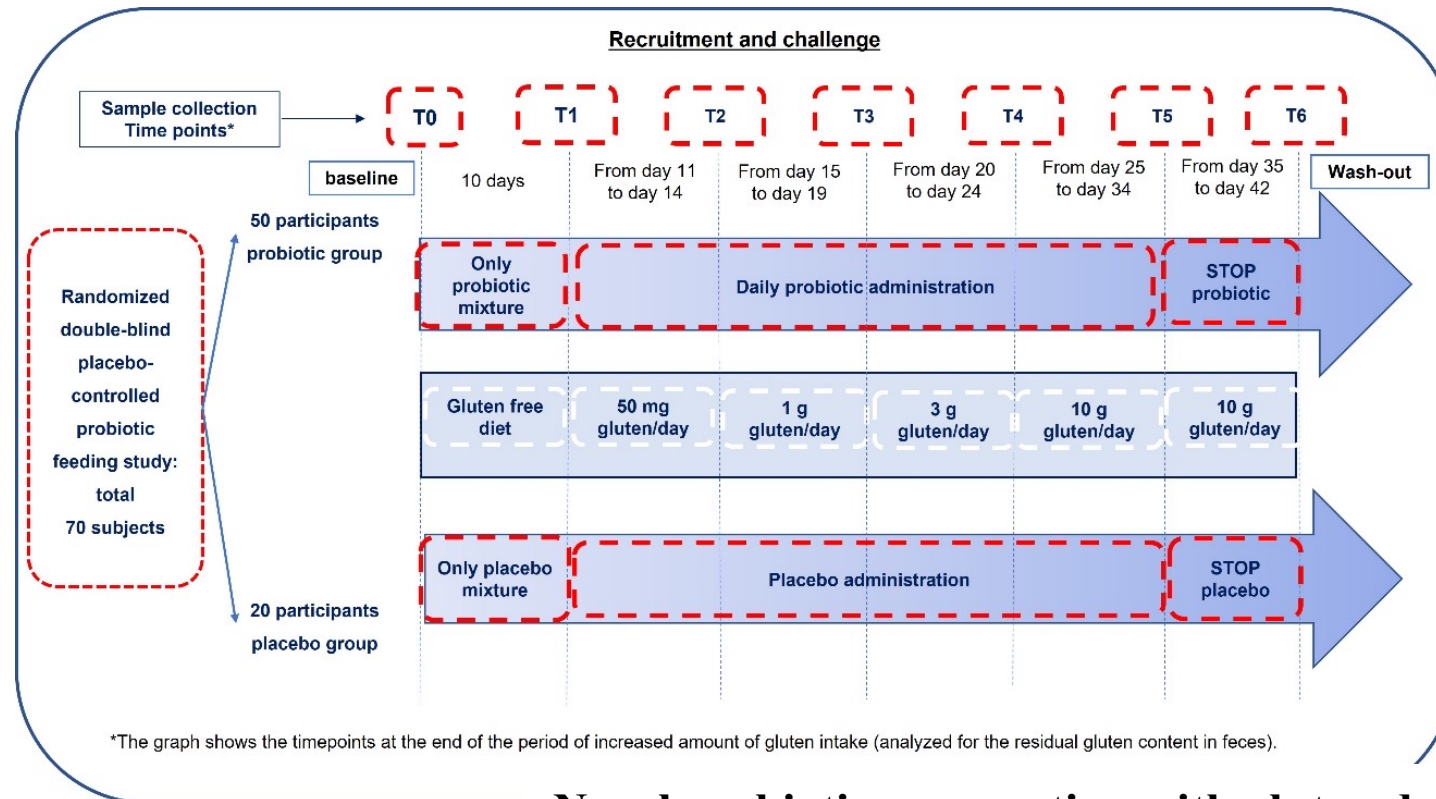 Recruitment and challenge
Sample collection
Time points*
T0
T1
T2
T3
T4
T5
T6
baseline
10 days
From day 11
to day 14
From day 15
to day 19
From day 20
to day 24
From day 25
to day 34
From day 35
to day 42
Wash-out
50 participants
probiotic group
Randomized
double-blind
placebo-
controlled
probiotic
feeding study:
total
70 subjects
Only
probiotic
mixture
Daily probiotic administration
STOP
probiotic
Gluten free
diet
50 mg
gluten/day
1 g
gluten/day
3 g
gluten/day
10 g
gluten/day
10 g
gluten/day
Only placebo
mixture
Placebo administration
STOP
placebo
20 participants
placebo group
*The graph shows the timepoints at the end of the period of increased amount of gluten intake (analyzed for the residual gluten content in feces).